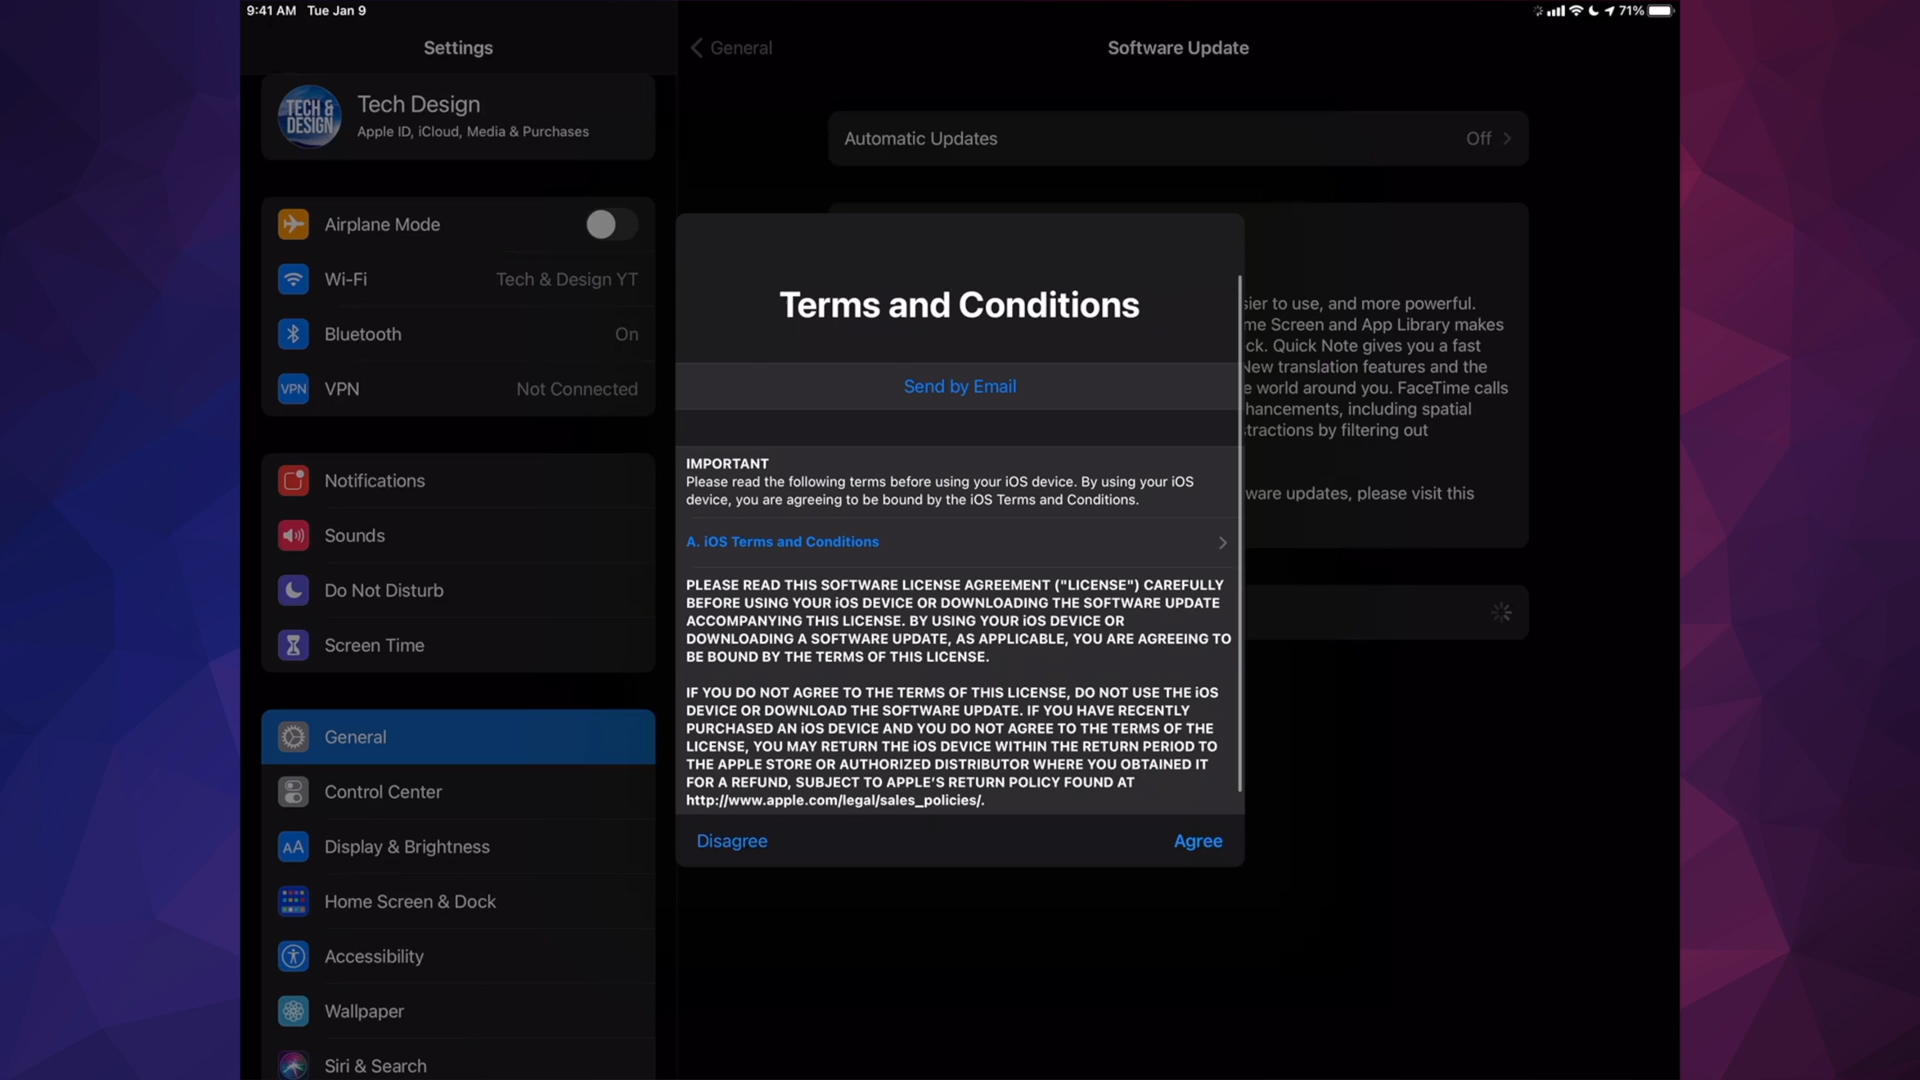 9:41 AM Tue Jan 9
71%
Settings
General
Software Update
TECH &
DESIGN
Tech Design
Apple ID, iCloud, Media & Purchases
Automatic Updates
Off
Airplane Mode
Wi-Fi
Tech & Design YT
Bluetooth
On
VPN
VPN
Not Connected
Notifications
Sounds
Do Not Disturb
Screen Time
General
Control Center
AA
Display & Brightness
Home Screen & Dock
Accessibility
Wallpaper
Siri & Search
Terms and Conditions
Send by Email
IMPORTANT
Please read the following terms before using your iOS device. By using your iOS
device, you are agreeing to be bound by the iOS Terms and Conditions.
A. iOS Terms and Conditions
PLEASE READ THIS SOFTWARE LICENSE AGREEMENT ("LICENSE") CAREFULLY
BEFORE USING YOUR iOS DEVICE OR DOWNLOADING THE SOFTWARE UPDATE
ACCOMPANYING THIS LICENSE. BY USING YOUR iOS DEVICE OR
DOWNLOADING A SOFTWARE UPDATE, AS APPLICABLE, YOU ARE AGREEING TO
BE BOUND BY THE TERMS OF THIS LICENSE.
IF YOU DO NOT AGREE TO THE TERMS OF THIS LICENSE, DO NOT USE THE iOS
DEVICE OR DOWNLOAD THE SOFTWARE UPDATE. IF YOU HAVE RECENTLY
PURCHASED AN iOS DEVICE AND YOU DO NOT AGREE TO THE TERMS OF THE
LICENSE, YOU MAY RETURN THE iOS DEVICE WITHIN THE RETURN PERIOD TO
THE APPLE STORE OR AUTHORIZED DISTRIBUTOR WHERE YOU OBTAINED IT
FOR A REFUND, SUBJECT TO APPLE’S RETURN POLICY FOUND AT
http://www.apple.com/legal/sales_policies/.
Disagree
Agree
to use, and more powerful.
Screen and App Library makes
Quick Note gives you a fast
New translation features and the
world around you. FaceTime calls
including spatial
by filtering out
updates, please visit this